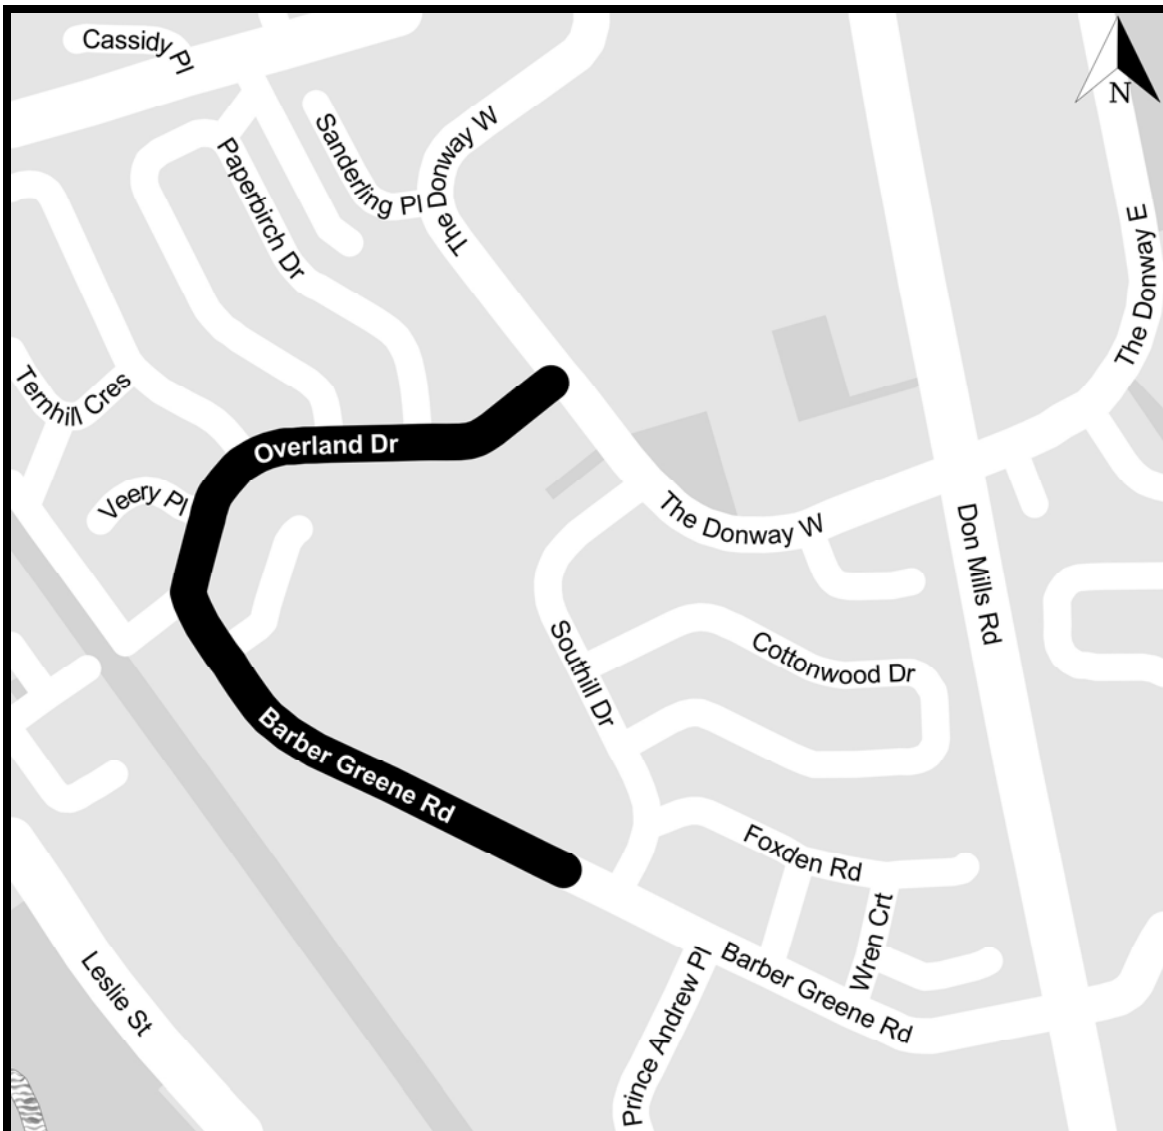 Cassidy Pl
N
The Donway W
Sanderling Pl
Paperbirch Dr
The
The Donway E
Ternhill Cres
Overland Dr
Veery Pl
The Donway W
Don Mills Rd
Southill Dr
Cottonwood Dr
Barber Greene Rd
Foxden Rd
Wren Crt
Leslie St
Prince Andrew Pl
Barber Greene Rd